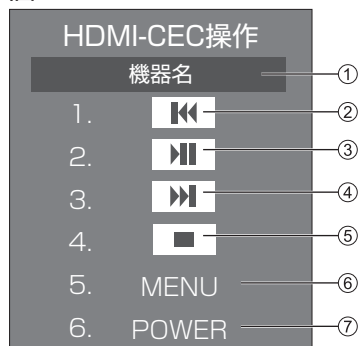 HDMI-CEC操作
機器名 ①
1. ②
2. ③
3. ④
4. ⑤
5. MENU ⑥
6. POWER ⑦